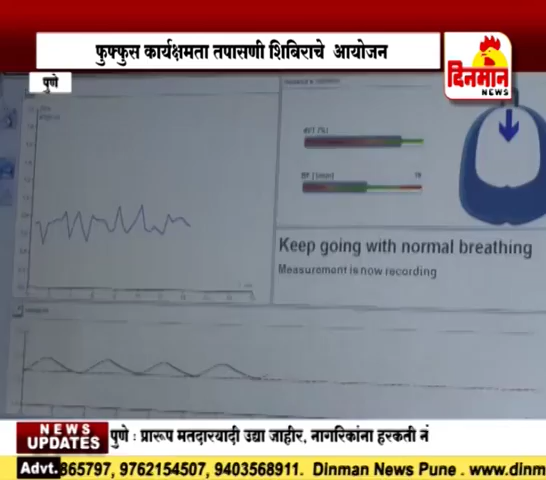 फुफ्फुस कार्यक्षमता तपासणी शिबिराचे आयोजन
दिनमान
NEWS
पुणे
Keep going with normal breathing
Measurement is now recording
NEWS
UPDATES
पुणे : प्रारूप मतदारयादी उद्या जाहीर, नागरिकांना हरकती नं
Advt. 865797, 9762154507, 9403568911. Dinman News Pune . www.dinm